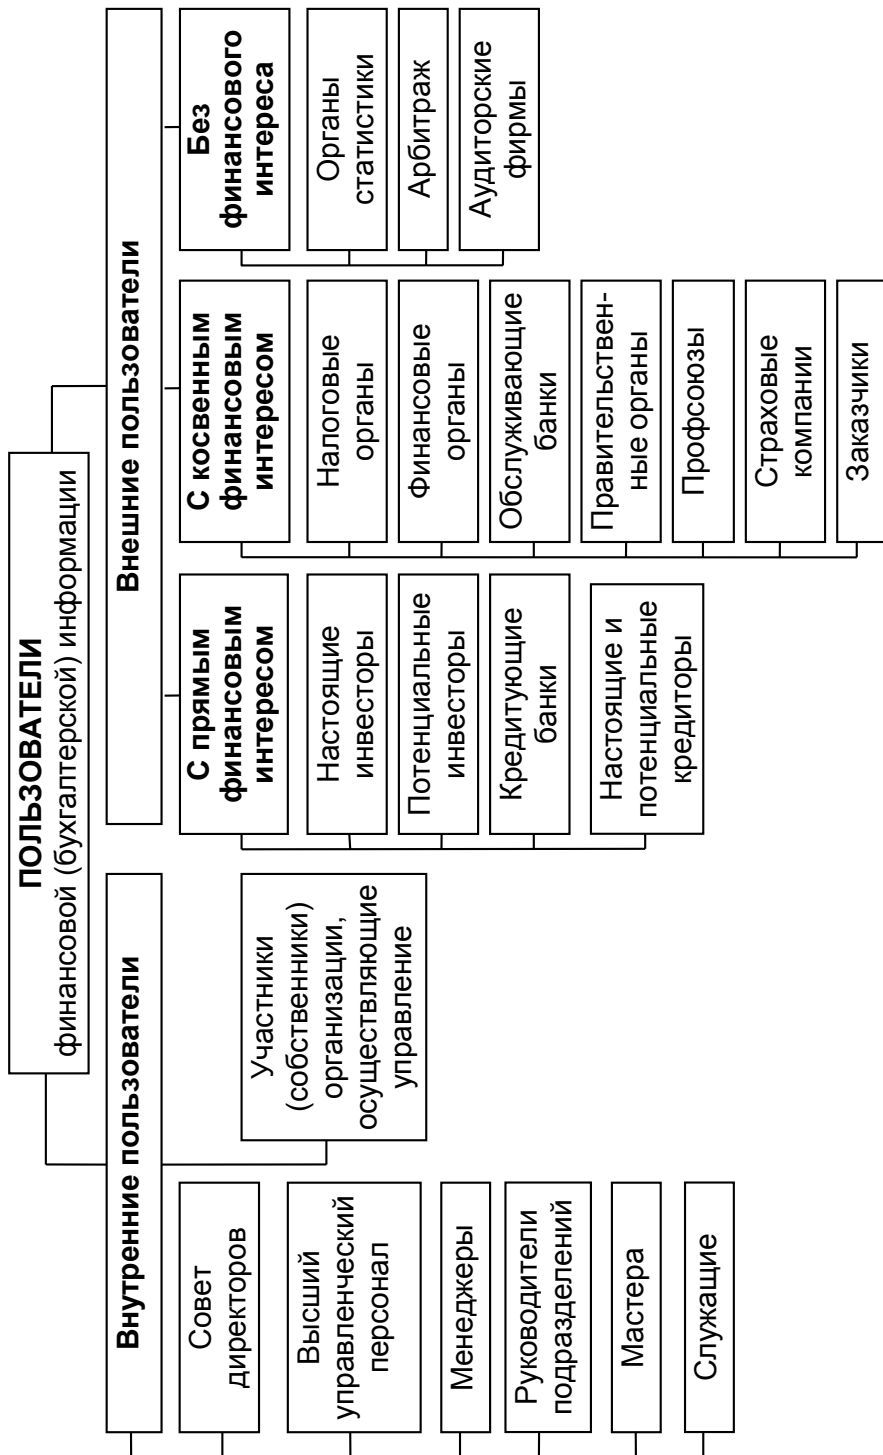 ПОЛЬЗОВАТЕЛИ
финансовой (бухгалтерской) информации
Внутренние пользователи
Совет
директоров
Высший
управленческий
персонал
Менеджеры
Руководители
подразделений
Мастера
Служащие
Участники
(собственники)
организации,
осуществляющие
управление
Внешние пользователи
С прямым
финансовым
интересом
Настоящие
инвесторы
Потенциальные
инвесторы
Кредитующие
банки
Настоящие и
потенциальные
кредиторы
С косвенным
финансовым
интересом
Налоговые
органы
Финансовые
органы
Обслуживающие
банки
Правительствен-
ные органы
Профсоюзы
Страховые
компании
Заказчики
Без
финансового
интереса
Органы
статистики
Арбитраж
Аудиторские
фирмы